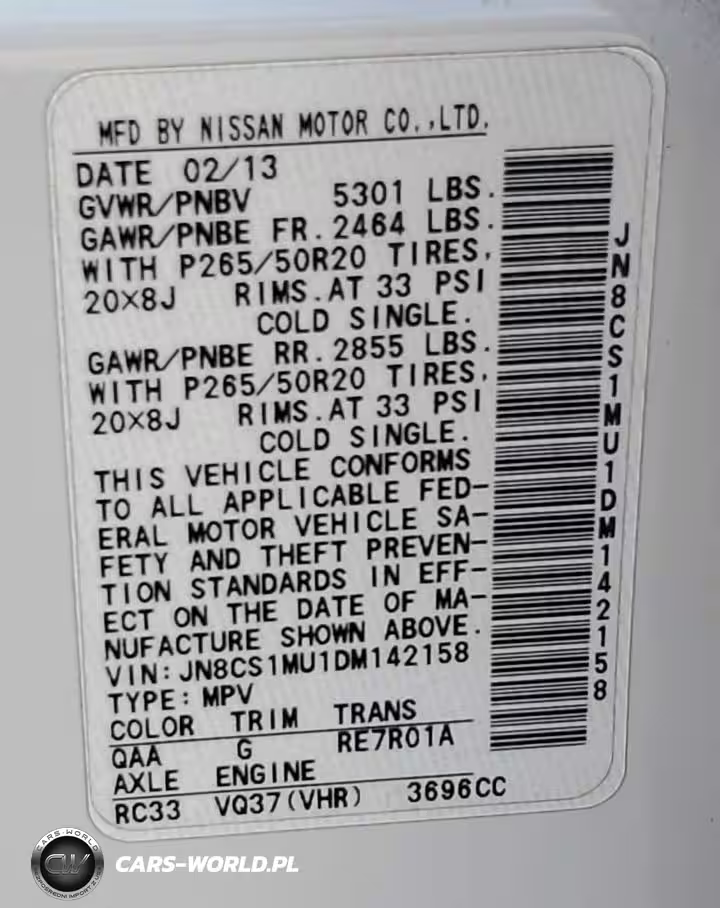 MFD BY NISSAN MOTOR CO.,LTD.
DATE 02/13
GVWR/PNBV 5301 LBS.
GAWR/PNBE FR. 2464 LBS.
WITH P265/50R20 TIRES,
20×8J RIMS.AT 33 PSI
COLD SINGLE.
GAWR/PNBE RR. 2855 LBS.
WITH P265/50R20 TIRES,
20×8J RIMS.AT 33 PSI
COLD SINGLE.
THIS VEHICLE CONFORMS
TO ALL APPLICABLE FED-
ERAL MOTOR VEHICLE SA-
FETY AND THEFT PREVEN-
TION STANDARDS IN EFF-
ECT ON THE DATE OF MA-
NUFACTURE SHOWN ABOVE.
VIN:JN8CS1MU1DM142158
TYPE:MPV
COLOR TRIM TRANS
QAA G RE7R01A
AXLE ENGINE
RC33 VQ37(VHR) 3696CC
JN8CS1MU1DM142158
CARS-WORLD
CW
CARS-WORLD.PL